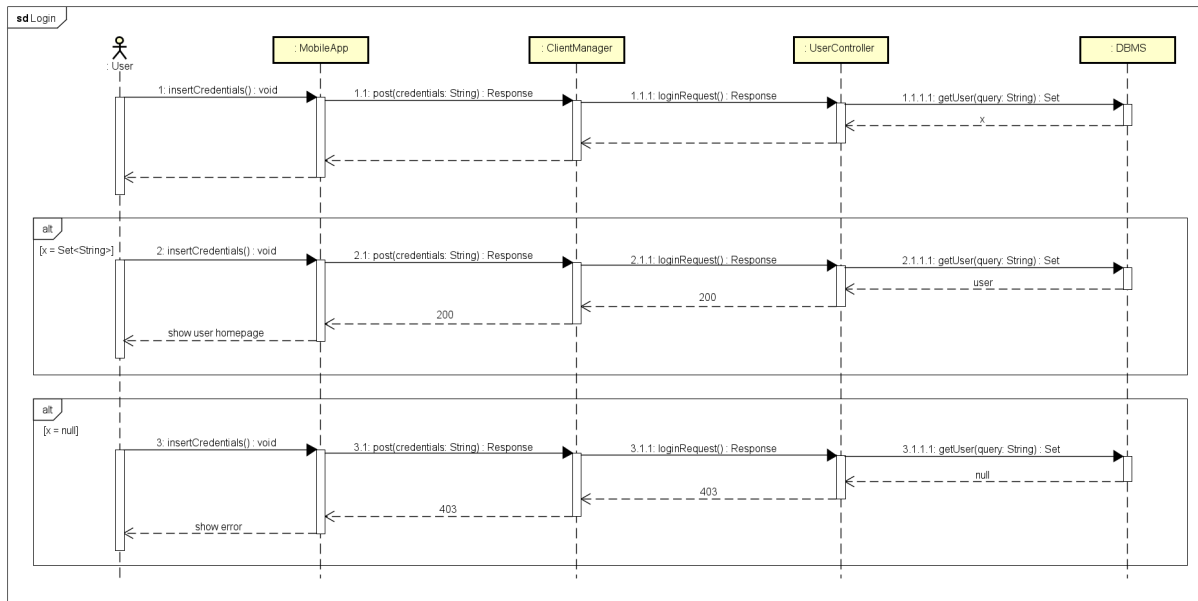 sd Login
: User
: MobileApp
: ClientManager
: UserController
: DBMS
1: insertCredentials() : void
1.1: post(credentials: String) : Response
1.1.1: loginRequest() : Response
1.1.1.1: getUser(query: String) : Set
x
alt
[x = Set<String>]
2: insertCredentials() : void
2.1: post(credentials: String) : Response
2.1.1: loginRequest() : Response
2.1.1.1: getUser(query: String) : Set
user
200
200
show user homepage
alt
[x = null]
3: insertCredentials() : void
3.1: post(credentials: String) : Response
3.1.1: loginRequest() : Response
3.1.1.1: getUser(query: String) : Set
null
403
403
show error